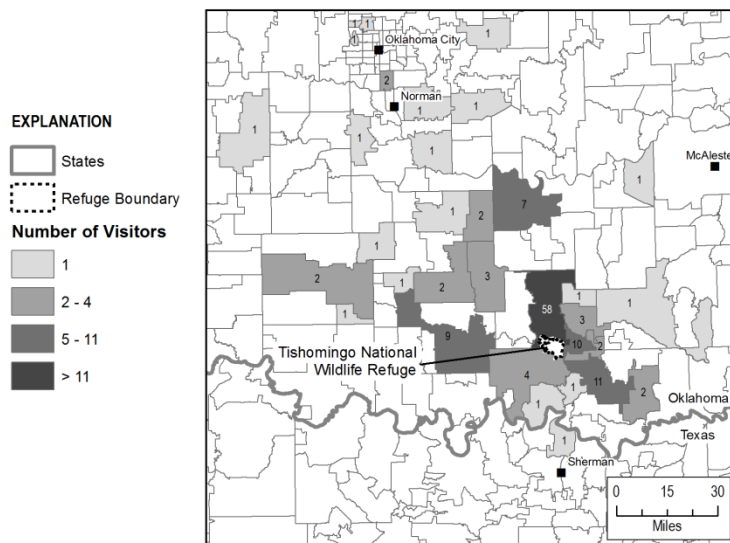 EXPLANATION
States
Refuge Boundary
Number of Visitors
1
2 - 4
5 - 11
> 11
1
1
1
Oklahoma City
1
2
Norman
1
1
1
1
1
McAleste
1
7
1
2
1
2
1
2
3
1
1
58
1
3
9
10
2
Tishomingo National
Wildlife Refuge
4
11
1
1
2
Oklahoma
Texas
1
Sherman
0 15 30
Miles